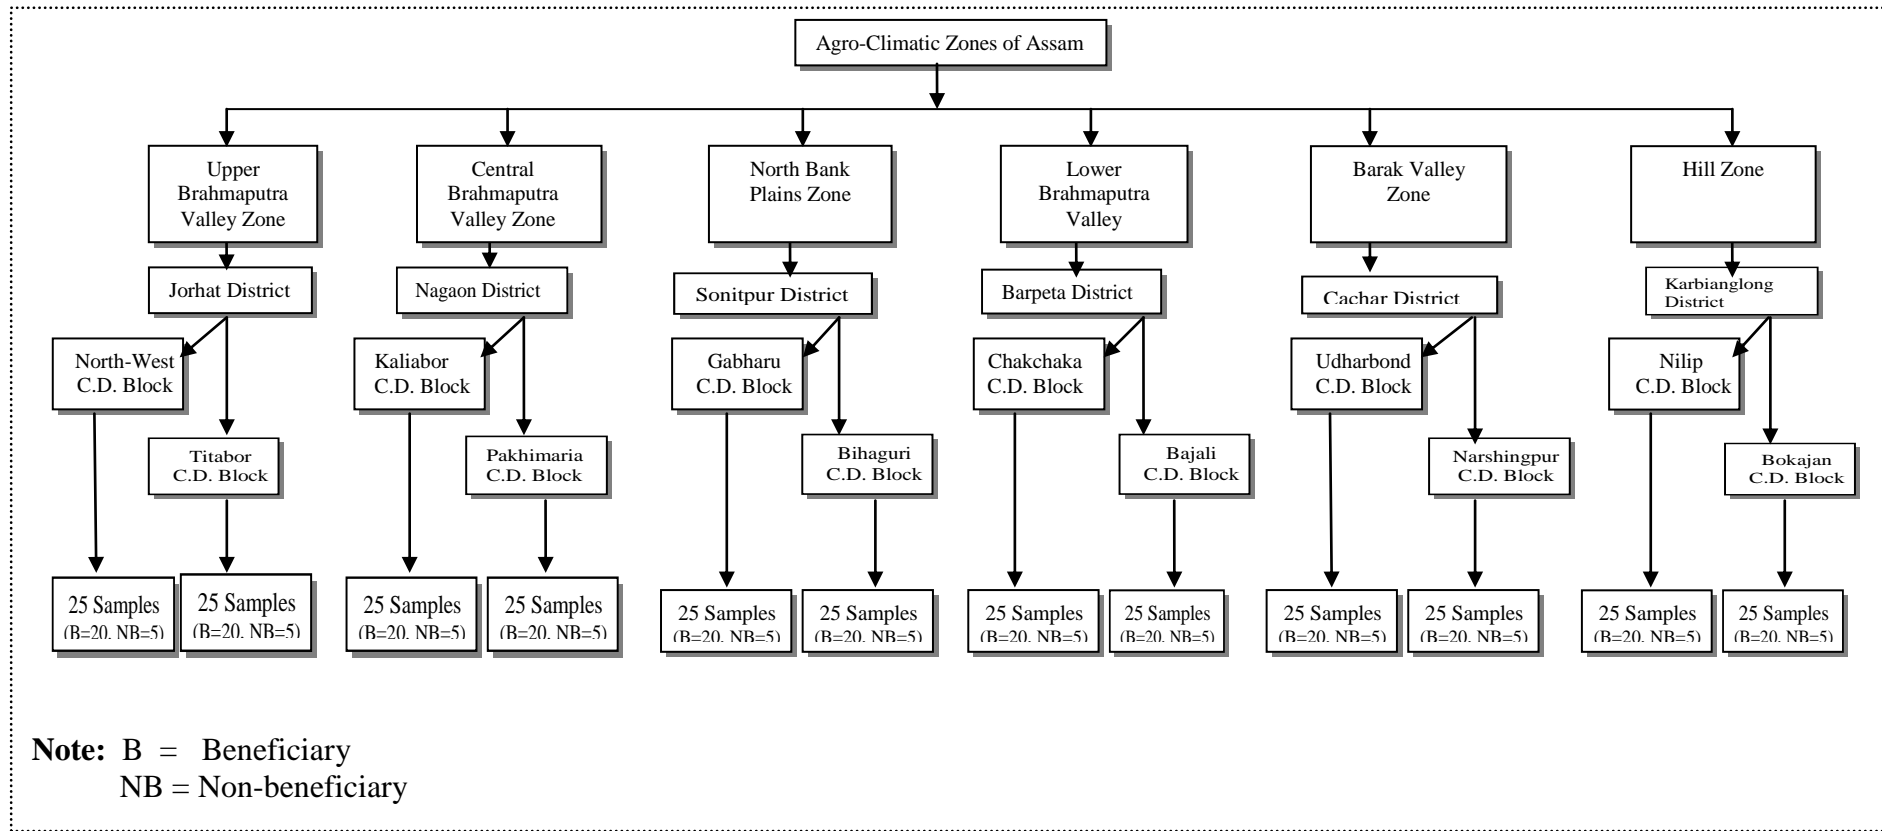 Agro-Climatic Zones of Assam
Upper
Brahmaputra
Valley Zone
Central
Brahmaputra
Valley Zone
North Bank
Plains Zone
Lower
Brahmaputra
Valley
Barak Valley
Zone
Hill Zone
Jorhat District
Nagaon District
Sonitpur District
Barpeta District
Cachar District
Karbianglong
District
North-West
C.D. Block
Kaliabor
C.D. Block
Gabharu
C.D. Block
Chakchaka
C.D. Block
Udharbond
C.D. Block
Nilip
C.D. Block
Titabor
C.D. Block
Pakhimaria
C.D. Block
Bihaguri
C.D. Block
Bajali
C.D. Block
Narshingpur
C.D. Block
Bokajan
C.D. Block
25 Samples
(B=20, NB=5)
25 Samples
(B=20, NB=5)
25 Samples
(B=20, NB=5)
25 Samples
(B=20, NB=5)
25 Samples
(B=20, NB=5)
25 Samples
(B=20, NB=5)
25 Samples
(B=20, NB=5)
25 Samples
(B=20, NB=5)
25 Samples
(B=20, NB=5)
25 Samples
(B=20, NB=5)
25 Samples
(B=20, NB=5)
25 Samples
(B=20, NB=5)
Note: B = Beneficiary
NB = Non-beneficiary